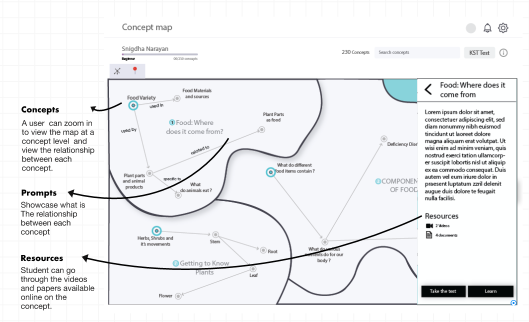 Concept map
Snigdha Narayan
Beginner
230 Concepts
Search concepts
KST Text
Food Variety
used in
Food Materials
and sources
1 Food: Where
does it come from?
Plant Parts
as food
used by
related to
Plant parts
and animal
products
specific to
What
do animals eat ?
What do different
food items contain ?
Deficiency Diar
3 COMPONEN
OF FOOD
What do various
nutrients do for our
body ?
Herbs, Shrubs and
it's movements
Stem
Root
2 Getting to Know
Plants
Leaf
Flower
Concepts
A user can zoom in
to view the map at a
concept level and
view the relationship
between each
concept.
Prompts
Showcase what is
The relationship
between each
concept
Resources
Student can go
through the videos
and papers available
online on the
concept.
Food: Where does it
come from
Lorem ipsum dolor sit amet,
consectetuer adipiscing elit, sed
diam nonummy nibh euismod
tincidunt ut laoreet dolore
magna aliquam erat volutpat. Ut
wisi enim ad minim veniam, quis
nostrud exerci tation ullamcorp-
er suscipit lobortis nisl ut aliquip
ex ea commodo consequat. Duis
autem vel eum iriure dolor in
praesent luptatum zzril delenit
augue duis dolore te feugait
nulla facilisi.
Resources
2 Videos
4 documents
Take the test
Learn